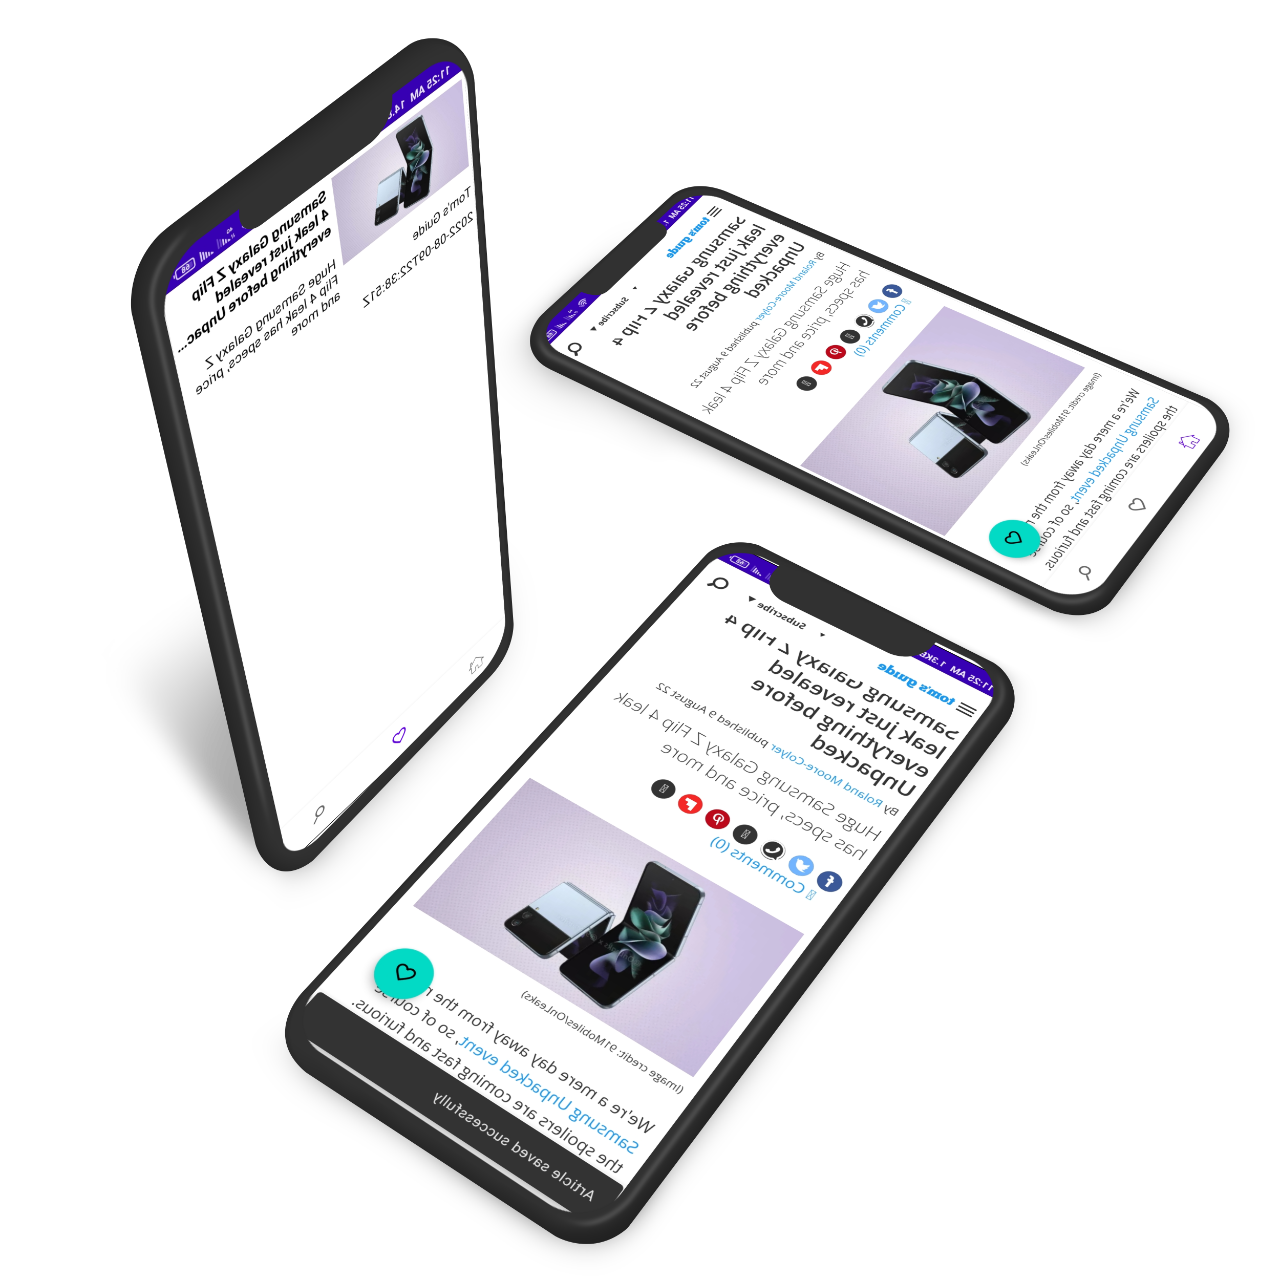 11:25 AM 14.
68
Samsung Galaxy Z Flip
4 leak just revealed
everything before
Unpac...
Huge Samsung Galaxy Z
Flip 4 leak has specs, price
and more
Tom's Guide
2022-08-09T22:38:51Z
11:25 AM 1
tom's guide
Subscribe ▼
Samsung Galaxy Z Flip 4
leak just revealed
everything before
Unpacked
By Roland Moore-Colyer published 9 August 22
Huge Samsung Galaxy Z Flip 4 leak
has specs, price and more
Comments (0)
(Image credit: 91Mobiles/OnLeaks)
We're a mere day away from the
Samsung Unpacked event, so of course
the spoilers are coming fast and furious.
11:25 AM 1.3KB
tom's guide
Subscribe ▼
Samsung Galaxy Z Flip 4
leak just revealed
everything before
Unpacked
By Roland Moore-Colyer published 9 August 22
Huge Samsung Galaxy Z Flip 4 leak
has specs, price and more
Comments (0)
(Image credit: 91Mobiles/OnLeaks)
We're a mere day away from the
Samsung Unpacked event, so of course
the spoilers are coming fast and furious.
Article saved successfully